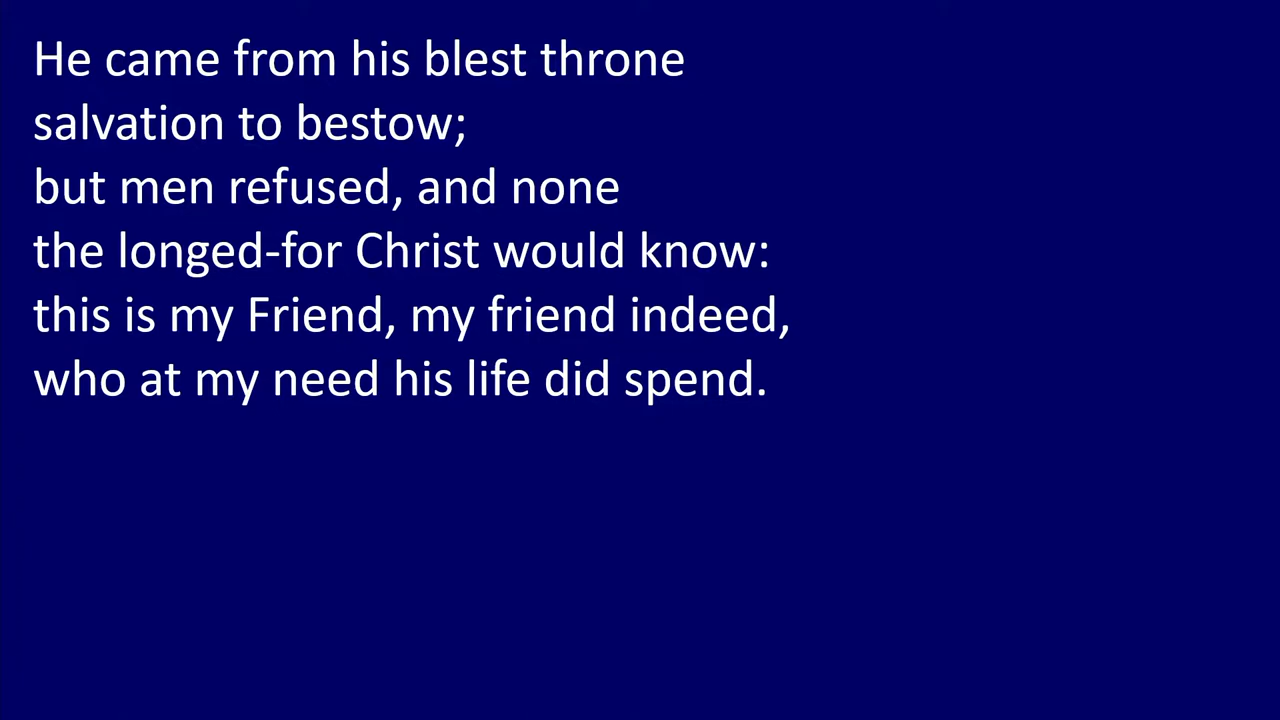 He came from his blest throne
salvation to bestow;
but men refused, and none
the longed-for Christ would know:
this is my Friend, my friend indeed,
who at my need his life did spend.